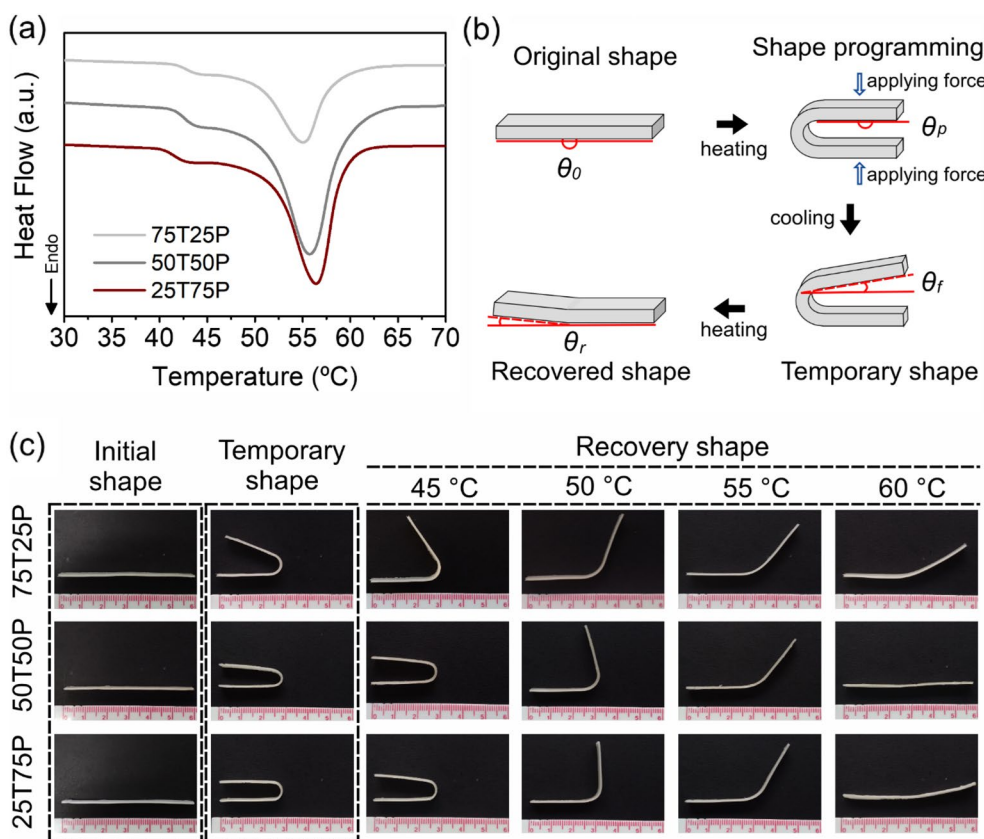 (a)
Heat Flow (a.u.)
Endo
75T25P
50T50P
25T75P
30 35 40 45 50 55 60 65 70
Temperature (ºC)
(b)
Original shape
θ0
heating
Shape programming
applying force
θp
applying force
cooling
θf
Temporary shape
heating
θr
Recovered shape
(c)
Initial
shape
Temporary
shape
Recovery shape
45 °C 50 °C 55 °C 60 °C
75T25P
50T50P
25T75P